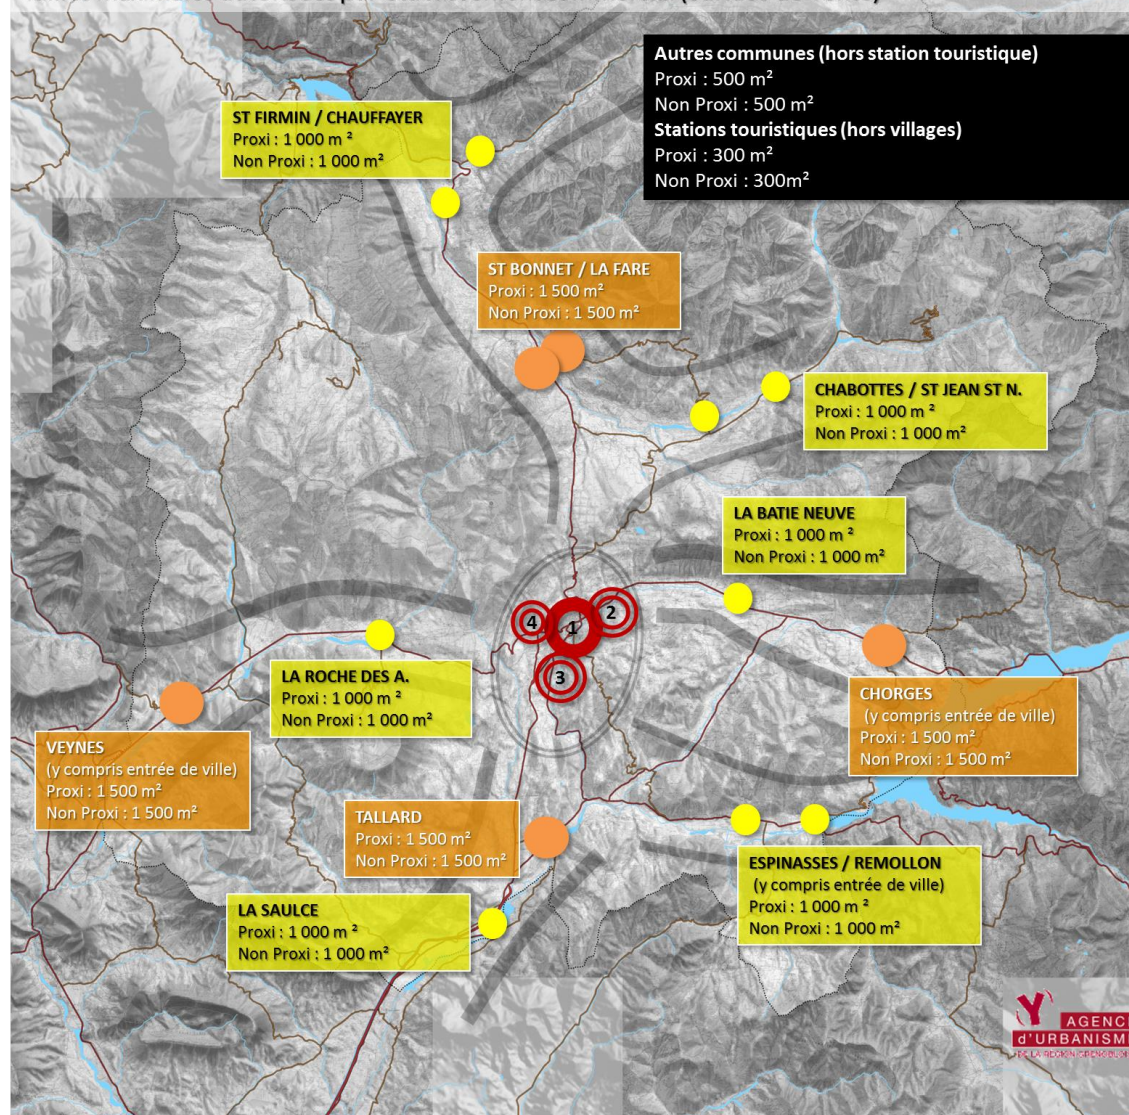 Autres communes (hors station touristique)
Proxi : 500 m²
Non Proxi : 500 m²
Stations touristiques (hors villages)
Proxi : 300 m²
Non Proxi : 300m²
ST FIRMIN / CHAUFFAYER
Proxi : 1 000 m ²
Non Proxi : 1 000 m²
ST BONNET / LA FARE
Proxi : 1 500 m²
Non Proxi : 1 500 m²
CHABOTTES / ST JEAN ST N.
Proxi : 1 000 m ²
Non Proxi : 1 000 m²
LA BATIE NEUVE
Proxi : 1 000 m ²
Non Proxi : 1 000 m²
4
1
2
3
LA ROCHE DES A.
Proxi : 1 000 m ²
Non Proxi : 1 000 m²
CHORGES
(y compris entrée de ville)
Proxi : 1 500 m²
Non Proxi : 1 500 m²
VEYNES
(y compris entrée de ville)
Proxi : 1 500 m²
Non Proxi : 1 500 m²
TALLARD
Proxi : 1 500 m²
Non Proxi : 1 500 m²
ESPINASSES / REMOLLON
(y compris entrée de ville)
Proxi : 1 000 m ²
Non Proxi : 1 000 m²
LA SAULCE
Proxi : 1 000 m ²
Non Proxi : 1 000 m²
Y
AGENCE
d'URBANISME
DE LA RÉGION GRENOBLOISE